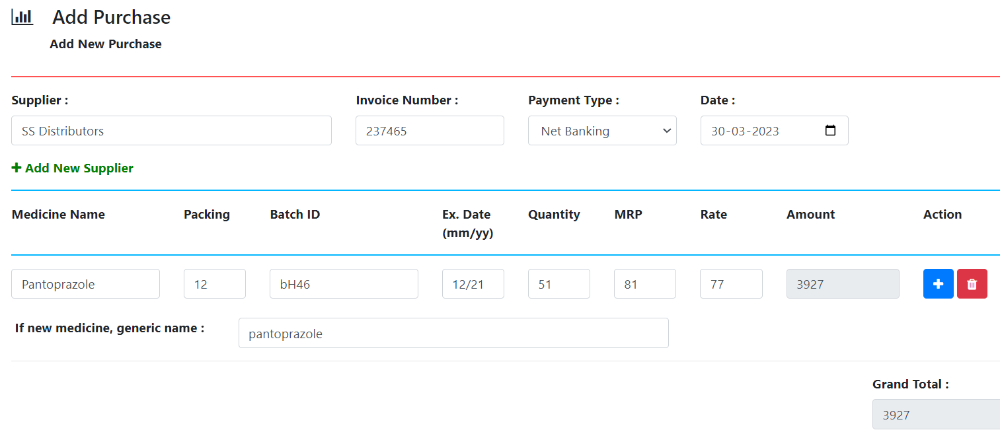 Add Purchase
Add New Purchase
Supplier : Invoice Number : Payment Type : Date :
SS Distributors 237465 Net Banking 30-03-2023
+ Add New Supplier
Medicine Name Packing Batch ID Ex. Date (mm/yy) Quantity MRP Rate Amount Action
Pantoprazole 12 bH46 12/21 51 81 77 3927
If new medicine, generic name : pantoprazole
Grand Total :
3927